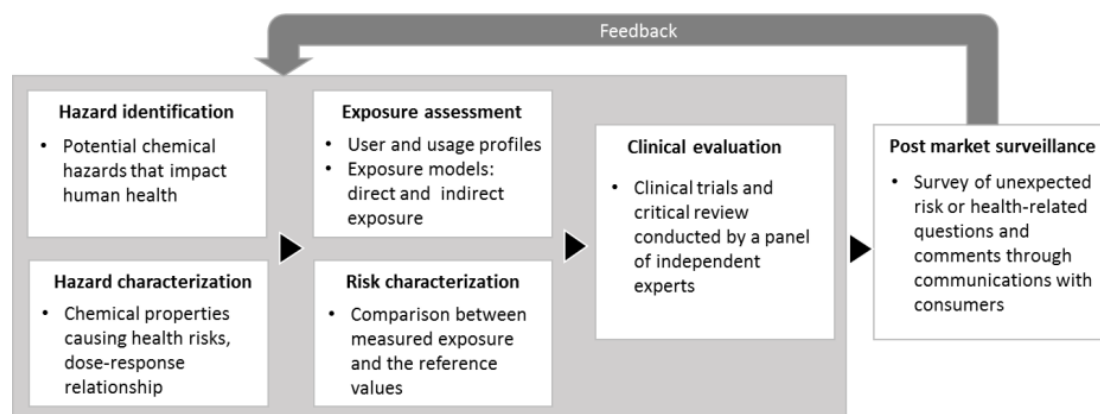 Feedback
Hazard identification
• Potential chemical
hazards that impact
human health
Hazard characterization
• Chemical properties
causing health risks,
dose-response
relationship
Exposure assessment
• User and usage profiles
• Exposure models:
direct and indirect
exposure
Risk characterization
• Comparison between
measured exposure
and the reference
values
Clinical evaluation
• Clinical trials and
critical review
conducted by a panel
of independent
experts
Post market surveillance
• Survey of unexpected
risk or health-related
questions and
comments through
communications with
consumers